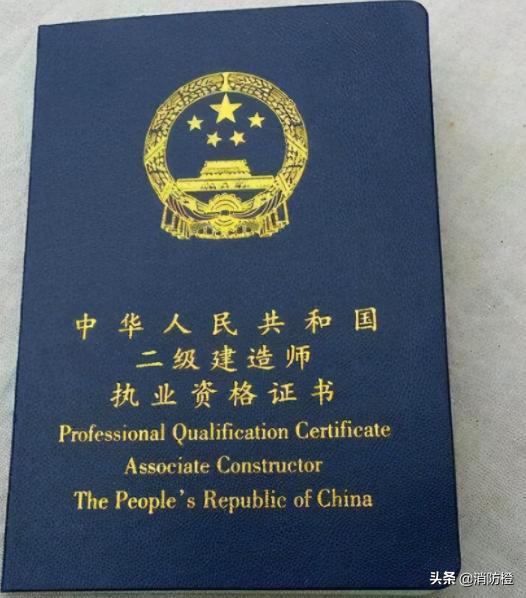 中华人民共和国
二级建造师
执业资格证书
Professional Qualification Certificate
Associate Constructor
The People's Republic of China
头条 @消防橙